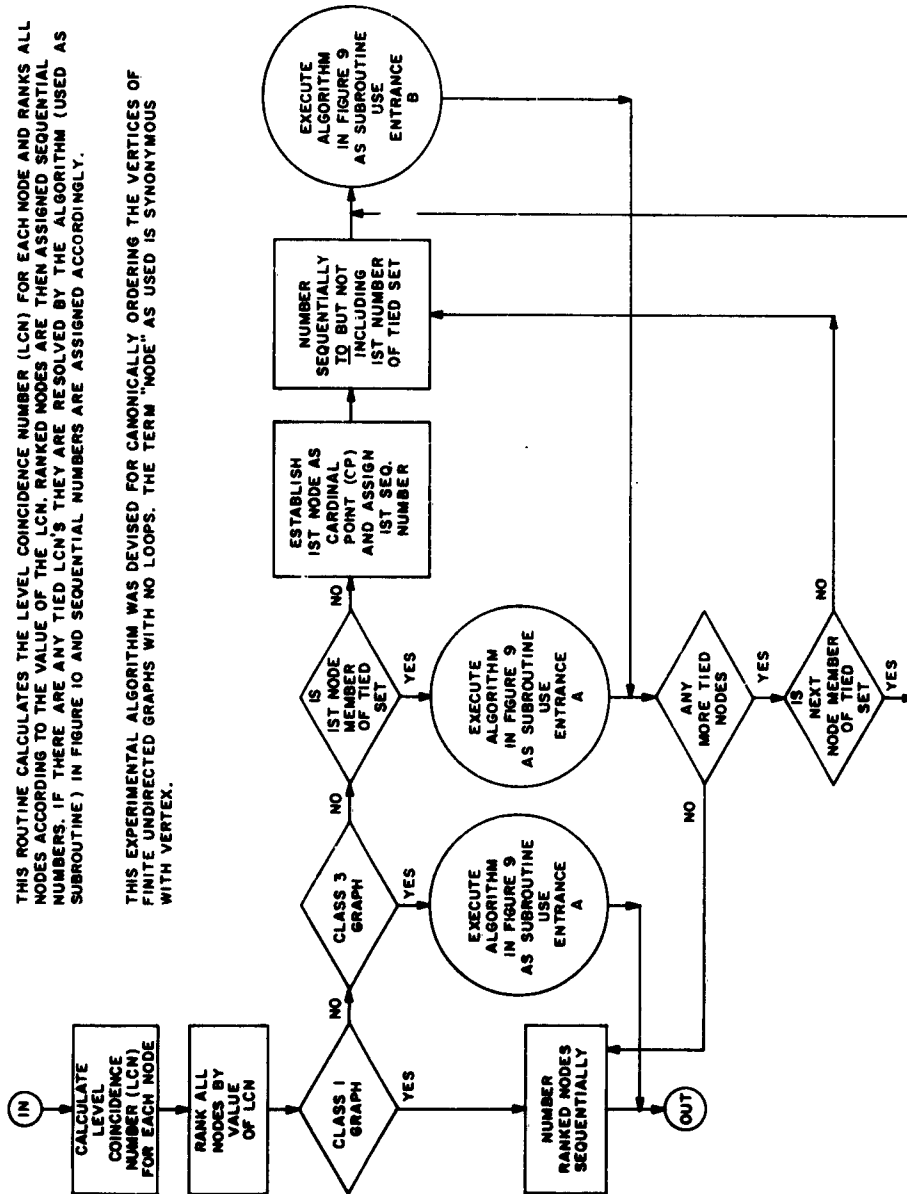 THIS ROUTINE CALCULATES THE LEVEL COINCIDENCE NUMBER (LCN) FOR EACH NODE AND RANKS ALL
NODES ACCORDING TO THE VALUE OF THE LCN. RANKED NODES ARE THEN ASSIGNED SEQUENTIAL
NUMBERS. IF THERE ARE ANY TIED LCN'S THEY ARE RESOLVED BY THE ALGORITHM (USED AS
SUBROUTINE) IN FIGURE 10 AND SEQUENTIAL NUMBERS ARE ASSIGNED ACCORDINGLY.
THIS EXPERIMENTAL ALGORITHM WAS DEVISED FOR CANONICALLY ORDERING THE VERTICES OF
FINITE UNDIRECTED GRAPHS WITH NO LOOPS. THE TERM "NODE" AS USED IS SYNONYMOUS
WITH VERTEX.
IN
CALCULATE
LEVEL
COINCIDENCE
NUMBER (LCN)
FOR EACH NODE
RANK ALL
NODES BY
VALUE
OF LCN
CLASS 1
GRAPH
NO
YES
CLASS 3
GRAPH
NO
YES
IS
1ST NODE
MEMBER
OF TIED
SET
NO
YES
ESTABLISH
1ST NODE AS
CARDINAL
POINT (CP)
AND ASSIGN
1ST SEQ.
NUMBER
NUMBER
SEQUENTIALLY
TO BUT NOT
INCLUDING
1ST NUMBER
OF TIED SET
EXECUTE
ALGORITHM
IN FIGURE 9
AS SUBROUTINE
USE
ENTRANCE
B
EXECUTE
ALGORITHM
IN FIGURE 9
AS SUBROUTINE
USE
ENTRANCE
A
EXECUTE
ALGORITHM
IN FIGURE 9
AS SUBROUTINE
USE
ENTRANCE
A
NUMBER
RANKED NODES
SEQUENTIALLY
OUT
ANY
MORE TIED
NODES
NO
YES
IS
NEXT
NODE MEMBER
OF TIED
SET
NO
YES